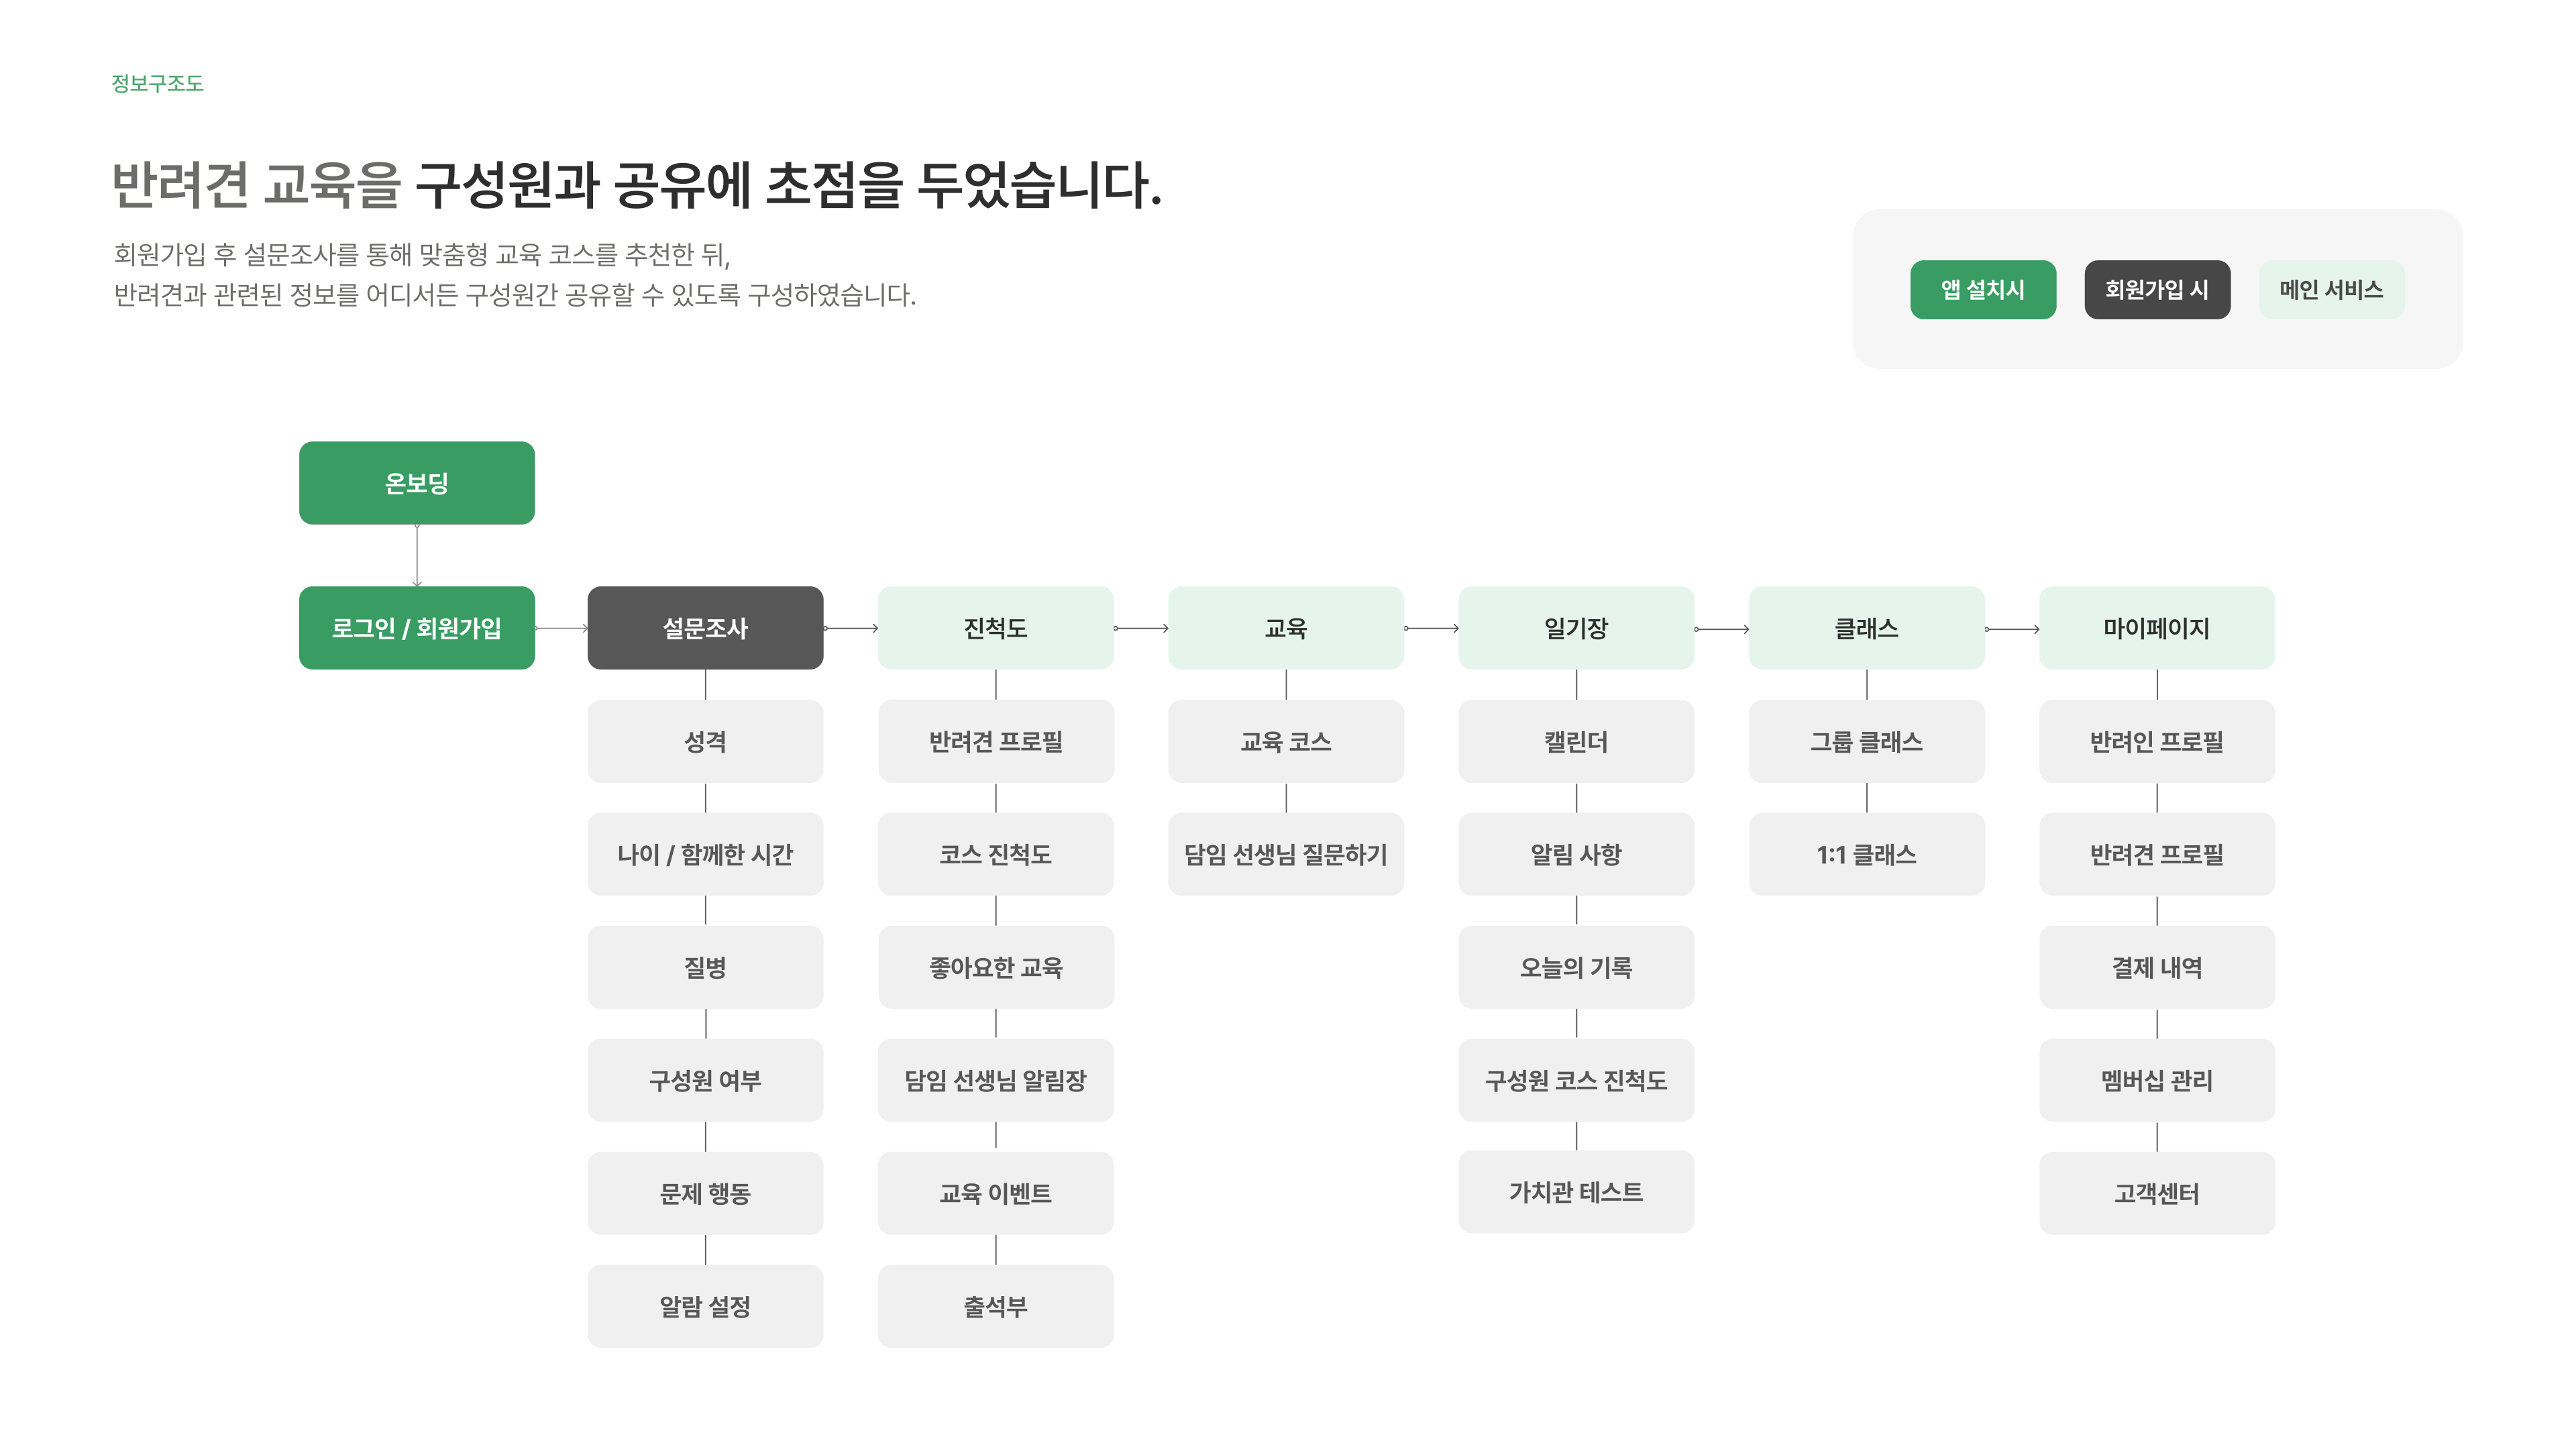 정보구조도
반려견 교육을 구성원과 공유에 초점을 두었습니다.
회원가입 후 설문조사를 통해 맞춤형 교육 코스를 추천한 뒤,
반려견과 관련된 정보를 어디서든 구성원간 공유할 수 있도록 구성하였습니다.
앱 설치시
회원가입 시
메인 서비스
온보딩
로그인 / 회원가입
설문조사
성격
나이 / 함께한 시간
질병
구성원 여부
문제 행동
알람 설정
진척도
반려견 프로필
코스 진척도
좋아요한 교육
담임 선생님 알림장
교육 이벤트
출석부
교육
교육 코스
담임 선생님 질문하기
일기장
캘린더
알림 사항
오늘의 기록
구성원 코스 진척도
가치관 테스트
클래스
그룹 클래스
1:1 클래스
마이페이지
반려인 프로필
반려견 프로필
결제 내역
멤버십 관리
고객센터